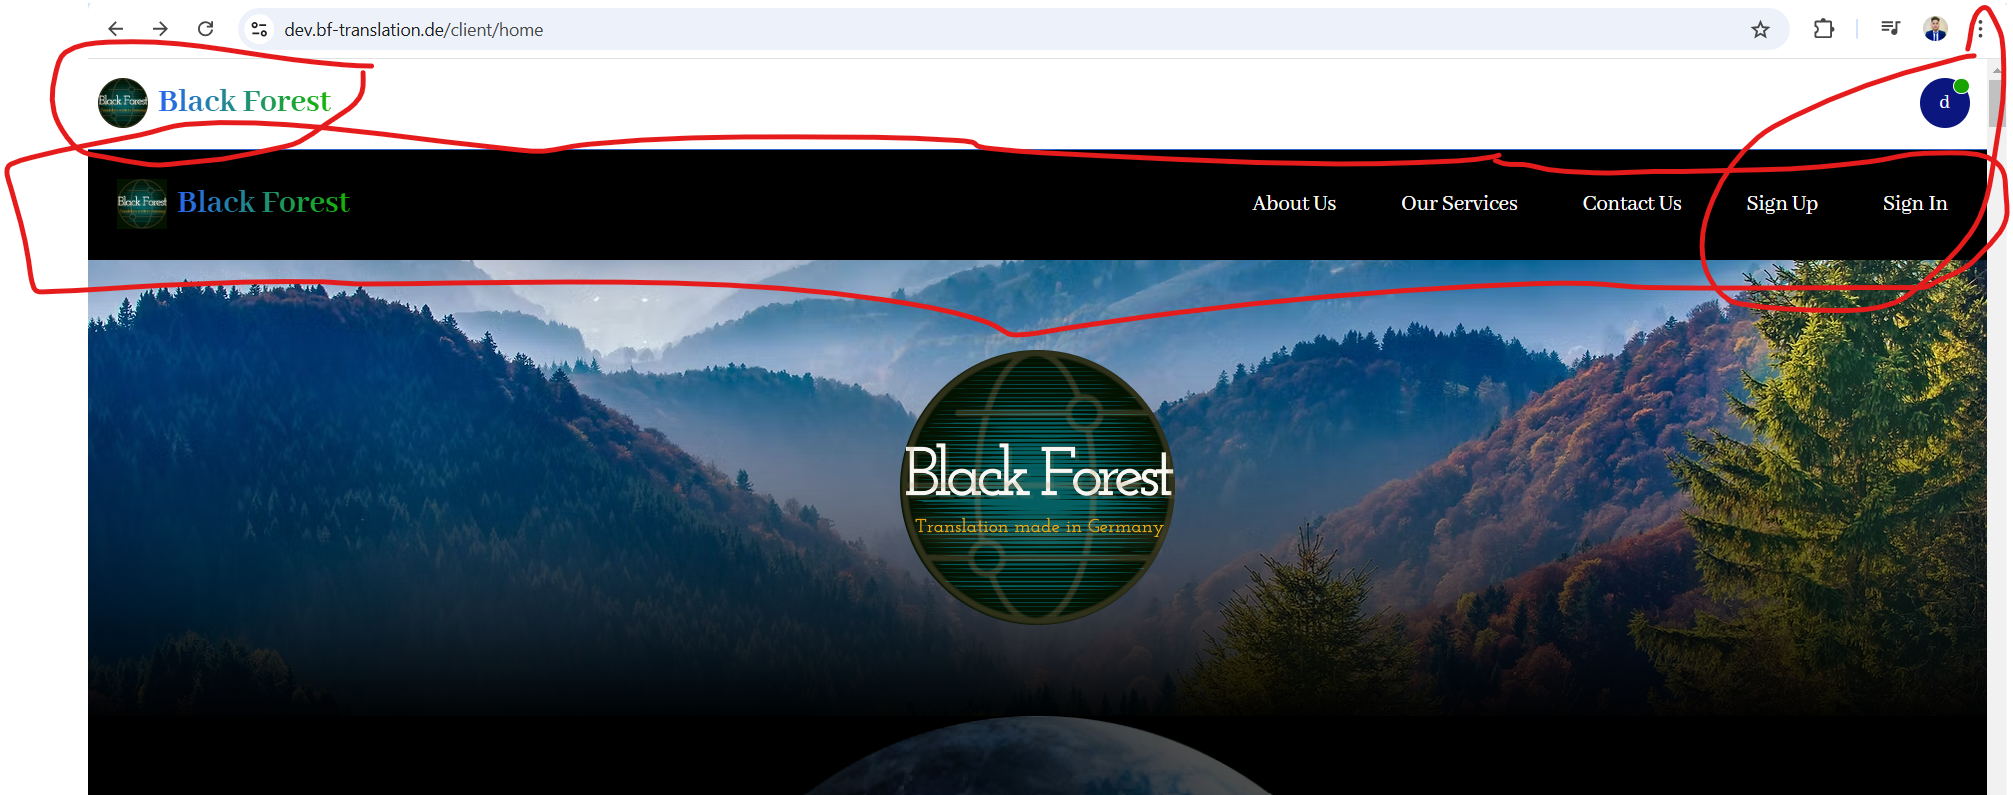 dev.bf-translation.de/client/home
Black Forest Black Forest d
Black Forest Black Forest About Us Our Services Contact Us Sign Up Sign In
Black Forest
Translation made in Germany